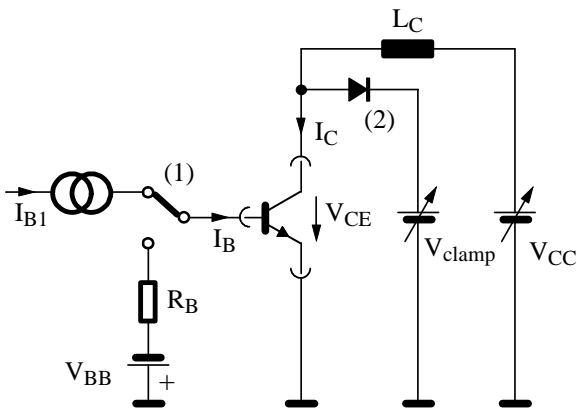 L_C
(2)
I_C
(1)
I_B1
I_B
V_CE
V_clamp
V_CC
R_B
V_BB
+